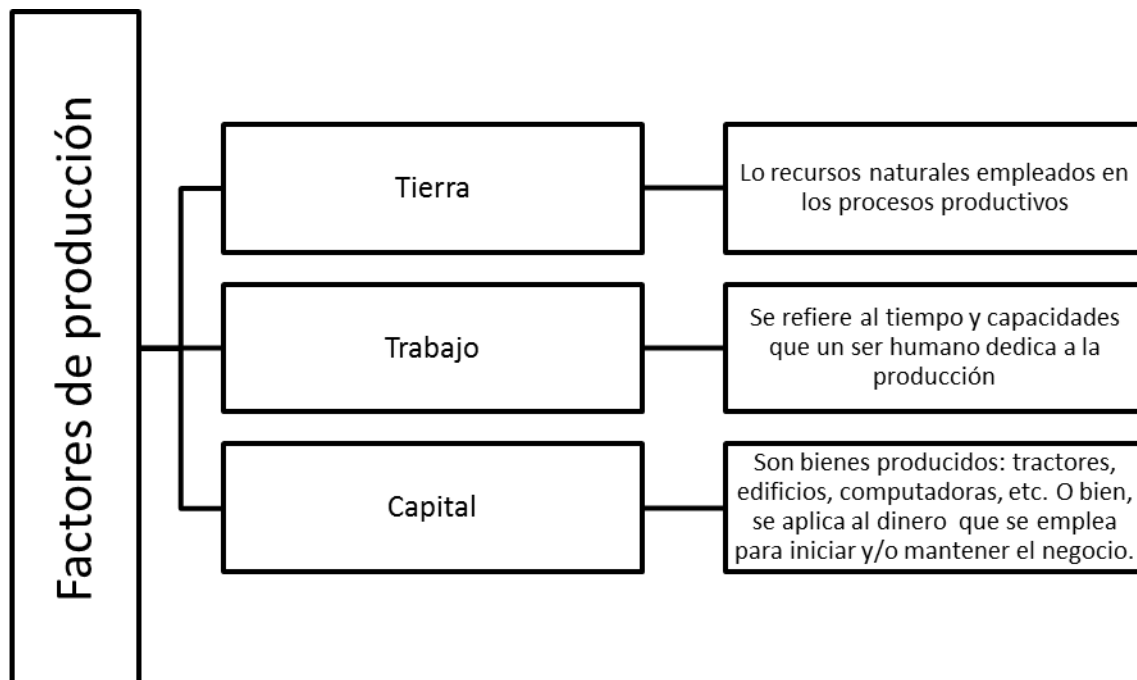 Factores de producción
Tierra
Lo recursos naturales empleados en
los procesos productivos
Trabajo
Se refiere al tiempo y capacidades
que un ser humano dedica a la
producción
Capital
Son bienes producidos: tractores,
edificios, computadoras, etc. O bien,
se aplica al dinero que se emplea
para iniciar y/o mantener el negocio.